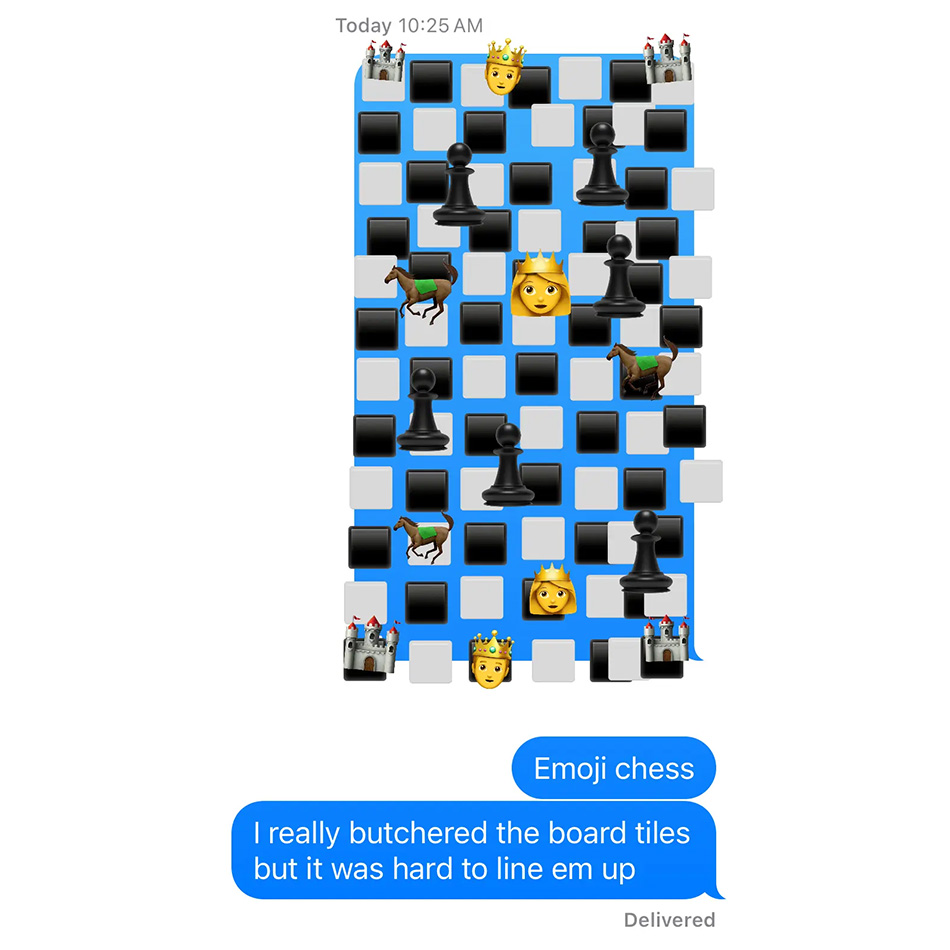 Today 10:25 AM
Emoji chess
I really butchered the board tiles
but it was hard to line em up
Delivered